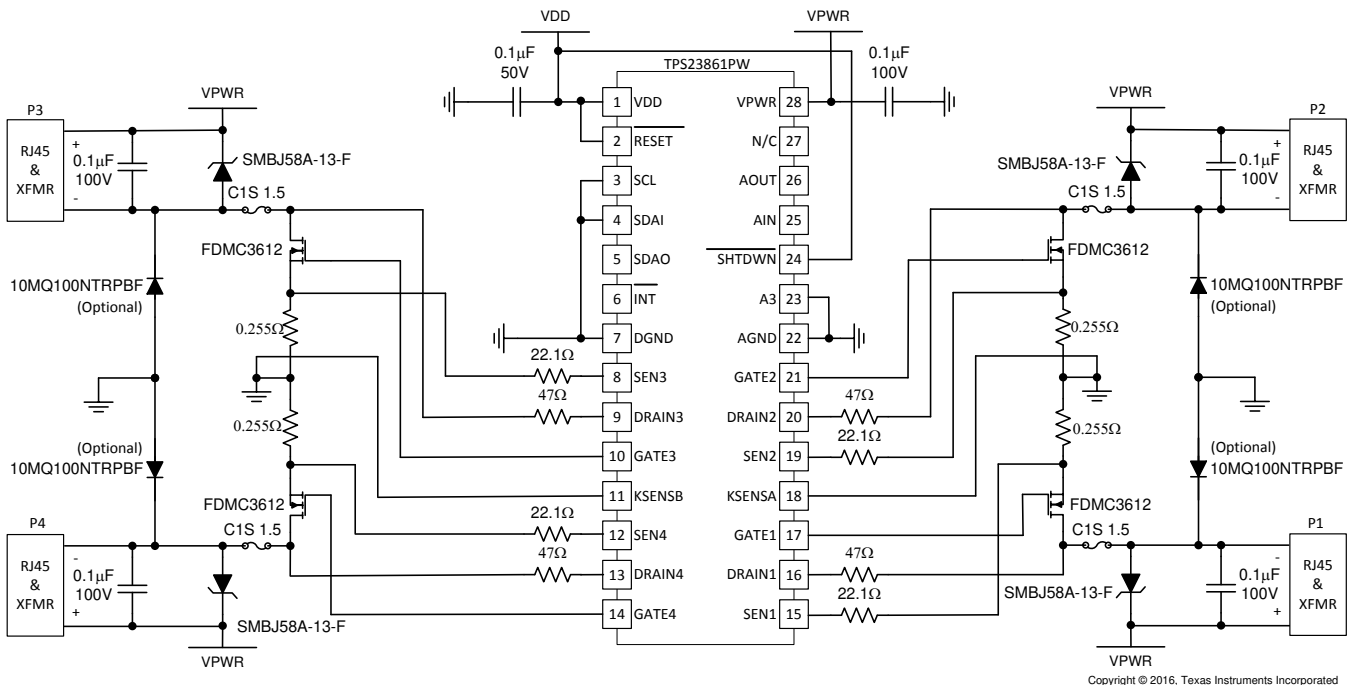 VDD
VPWR
0.1μF
50V
0.1μF
100V
TPS23861PW
P3
RJ45
&
XFMR
+
-
0.1μF
100V
VPWR
SMBJ58A-13-F
C1S 1.5
FDMC3612
10MQ100NTRPBF
(Optional)
0.255Ω
0.255Ω
(Optional)
10MQ100NTRPBF
FDMC3612
C1S 1.5
P4
RJ45
&
XFMR
-
+
0.1μF
100V
SMBJ58A-13-F
VPWR
22.1Ω
47Ω
22.1Ω
47Ω
1 VDD
2 RESET
3 SCL
4 SDAI
5 SDAO
6 INT
7 DGND
8 SEN3
9 DRAIN3
10 GATE3
11 KSENSB
12 SEN4
13 DRAIN4
14 GATE4
VPWR 28
N/C 27
AOUT 26
AIN 25
SHTDWN 24
A3 23
AGND 22
GATE2 21
DRAIN2 20
SEN2 19
KSENSA 18
GATE1 17
DRAIN1 16
SEN1 15
47Ω
22.1Ω
47Ω
22.1Ω
VPWR
P2
RJ45
&
XFMR
+
-
0.1μF
100V
SMBJ58A-13-F
C1S 1.5
FDMC3612
10MQ100NTRPBF
(Optional)
0.255Ω
0.255Ω
(Optional)
10MQ100NTRPBF
FDMC3612
C1S 1.5
P1
RJ45
&
XFMR
-
+
0.1μF
100V
SMBJ58A-13-F
VPWR
Copyright © 2016, Texas Instruments Incorporated